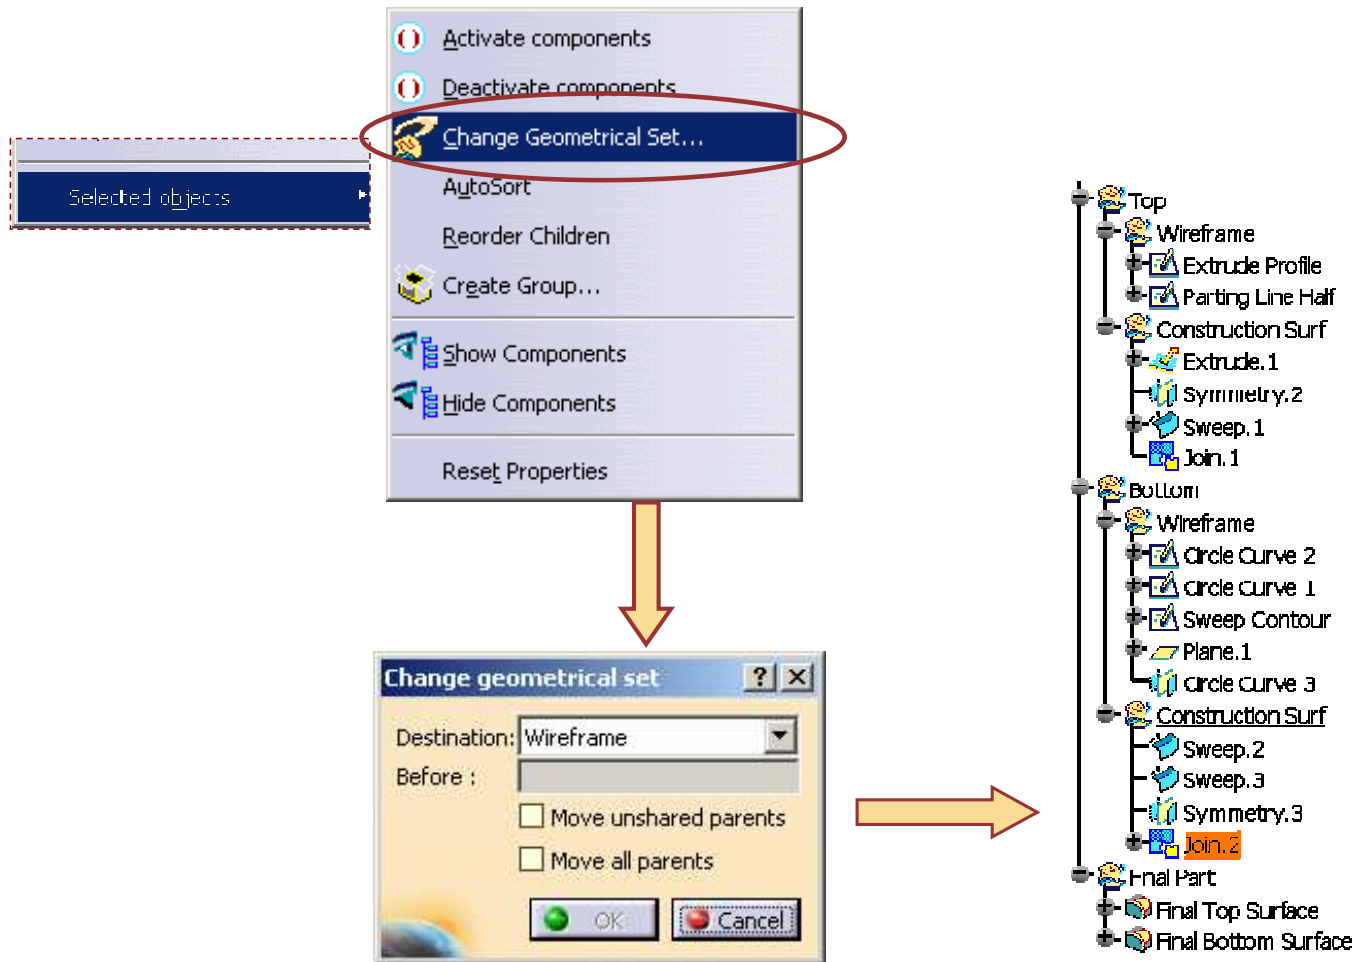 Activate components
Deactivate components
Change Geometrical Set...
Selected objects
AutoSort
Reorder Children
Create Group...
Show Components
Hide Components
Reset Properties
Change geometrical set
Destination: Wireframe
Before :
Move unshared parents
Move all parents
OK Cancel
Top
Wireframe
Extrude Profile
Parting Line Half
Construction Surf
Extrude.1
Symmetry.2
Sweep.1
Join.1
Bottom
Wireframe
Circle Curve 2
Circle Curve 1
Sweep Contour
Plane.1
Circle Curve 3
Construction Surf
Sweep.2
Sweep.3
Symmetry.3
Join.2
Final Part
Final Top Surface
Final Bottom Surface